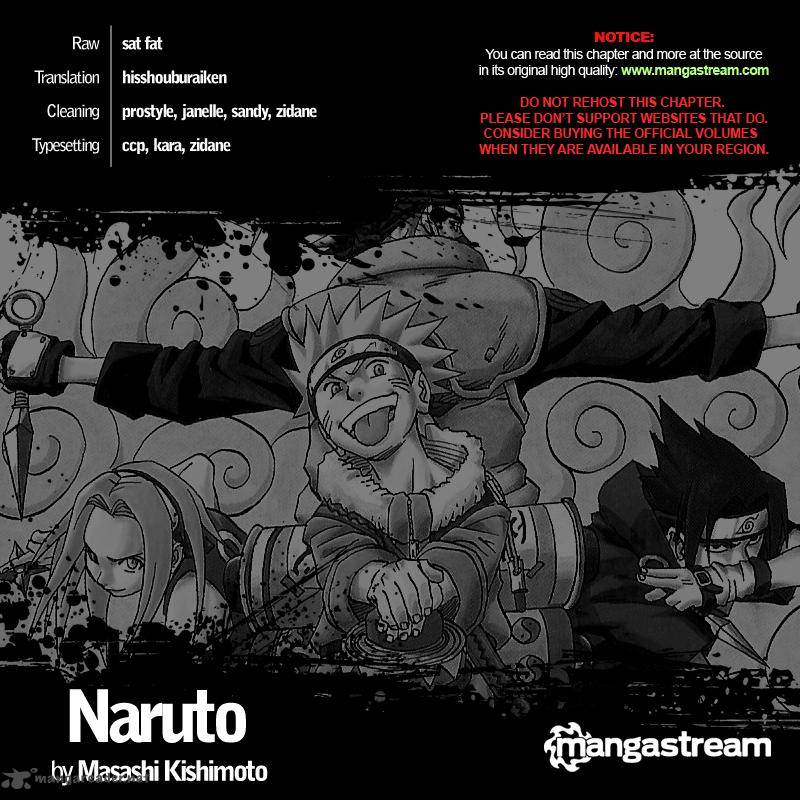 Raw sat fat
Translation hisshouburaiken
Cleaning prostyle, janelle, sandy, zidane
Typesetting ccp, kara, zidane
NOTICE:
You can read this chapter and more at the source
in its original high quality: www.mangastream.com
DO NOT REHOST THIS CHAPTER.
PLEASE DON'T SUPPORT WEBSITES THAT DO.
CONSIDER BUYING THE OFFICIAL VOLUMES
WHEN THEY ARE AVAILABLE IN YOUR REGION.
Naruto
by Masashi Kishimoto
mangastream